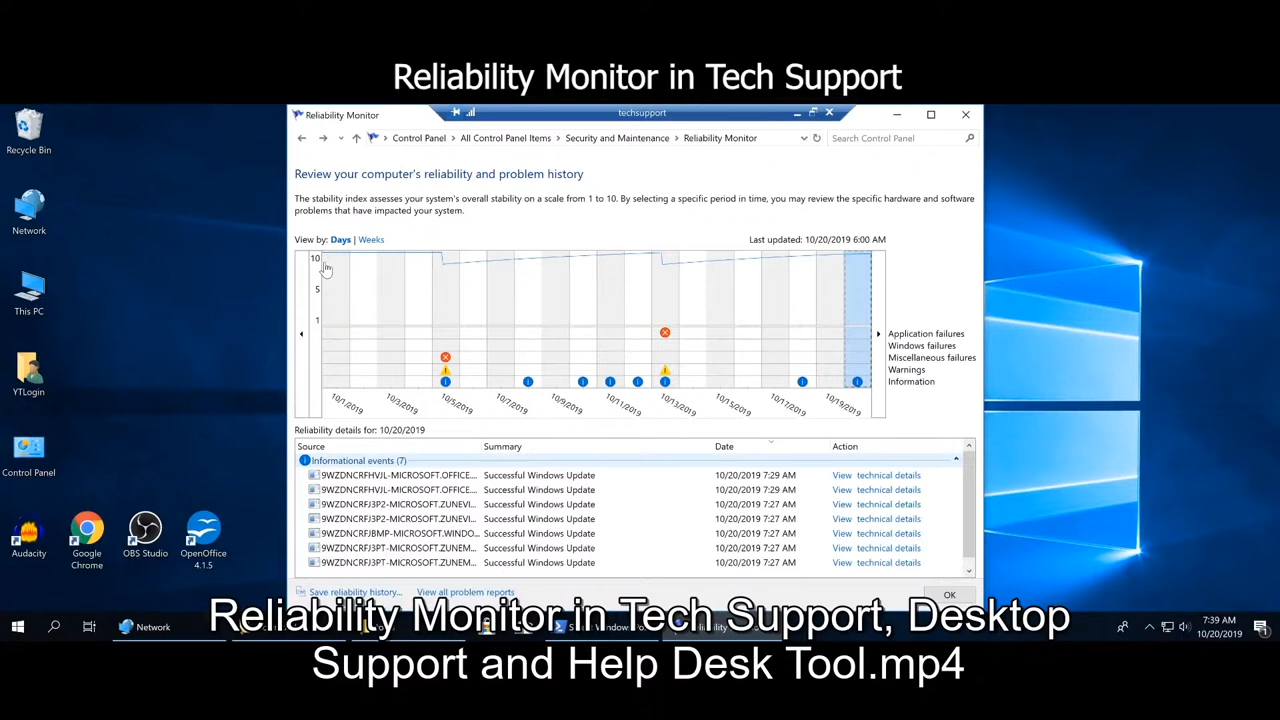 Reliability Monitor in Tech Support
Recycle Bin
Network
This PC
YTLogin
Control Panel
Audacity
Google
Chrome
OBS Studio
OpenOffice
4.1.5
Reliability Monitor
techsupport
Control Panel > All Control Panel Items > Security and Maintenance > Reliability Monitor
Search Control Panel
Review your computer's reliability and problem history
The stability index assesses your system's overall stability on a scale from 1 to 10. By selecting a specific period in time, you may review the specific hardware and software
problems that have impacted your system.
View by: Days | Weeks
Last updated: 10/20/2019 6:00 AM
10
5
1
Application failures
Windows failures
Miscellaneous failures
Warnings
Information
10/1/2019 10/3/2019 10/5/2019 10/7/2019 10/9/2019 10/11/2019 10/13/2019 10/15/2019 10/17/2019 10/19/2019
Reliability details for: 10/20/2019
Source Summary Date Action
Informational events (7)
9WZDNCRFHVJL-MICROSOFT.OFFICE... Successful Windows Update 10/20/2019 7:29 AM View technical details
9WZDNCRFHVJL-MICROSOFT.OFFICE... Successful Windows Update 10/20/2019 7:29 AM View technical details
9WZDNCRFJ3P2-MICROSOFT.ZUNEVI... Successful Windows Update 10/20/2019 7:27 AM View technical details
9WZDNCRFJ3P2-MICROSOFT.ZUNEVI... Successful Windows Update 10/20/2019 7:27 AM View technical details
9WZDNCRFJBMP-MICROSOFT.WINDO... Successful Windows Update 10/20/2019 7:27 AM View technical details
9WZDNCRFJ3PT-MICROSOFT.ZUNEM... Successful Windows Update 10/20/2019 7:27 AM View technical details
9WZDNCRFJ3PT-MICROSOFT.ZUNEM... Successful Windows Update 10/20/2019 7:27 AM View technical details
Save reliability history... View all problem reports
OK
Reliability Monitor in Tech Support, Desktop
Support and Help Desk Tool.mp4
Network
7:39 AM
10/20/2019